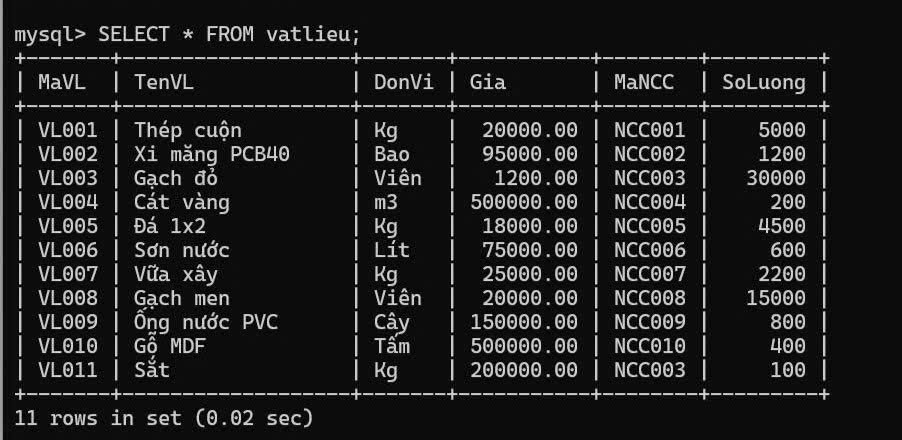 mysql> SELECT * FROM vatlieu;
+-------+-------------------+-------+-----------+--------+---------+
| MaVL  | TenVL             | DonVi | Gia       | MaNCC  | SoLuong |
+-------+-------------------+-------+-----------+--------+---------+
| VL001 | Thép cuộn         | Kg    |  20000.00 | NCC001 |    5000 |
| VL002 | Xi măng PCB40     | Bao   |  95000.00 | NCC002 |    1200 |
| VL003 | Gạch đỏ           | Viên  |   1200.00 | NCC003 |   30000 |
| VL004 | Cát vàng          | m3    | 500000.00 | NCC004 |     200 |
| VL005 | Đá 1x2            | Kg    |  18000.00 | NCC005 |    4500 |
| VL006 | Sơn nước          | Lít   |  75000.00 | NCC006 |     600 |
| VL007 | Vữa xây           | Kg    |  25000.00 | NCC007 |    2200 |
| VL008 | Gạch men          | Viên  |  20000.00 | NCC008 |   15000 |
| VL009 | Ống nước PVC      | Cây   | 150000.00 | NCC009 |     800 |
| VL010 | Gỗ MDF            | Tấm   | 500000.00 | NCC010 |     400 |
| VL011 | Sắt               | Kg    | 200000.00 | NCC003 |     100 |
+-------+-------------------+-------+-----------+--------+---------+
11 rows in set (0.02 sec)